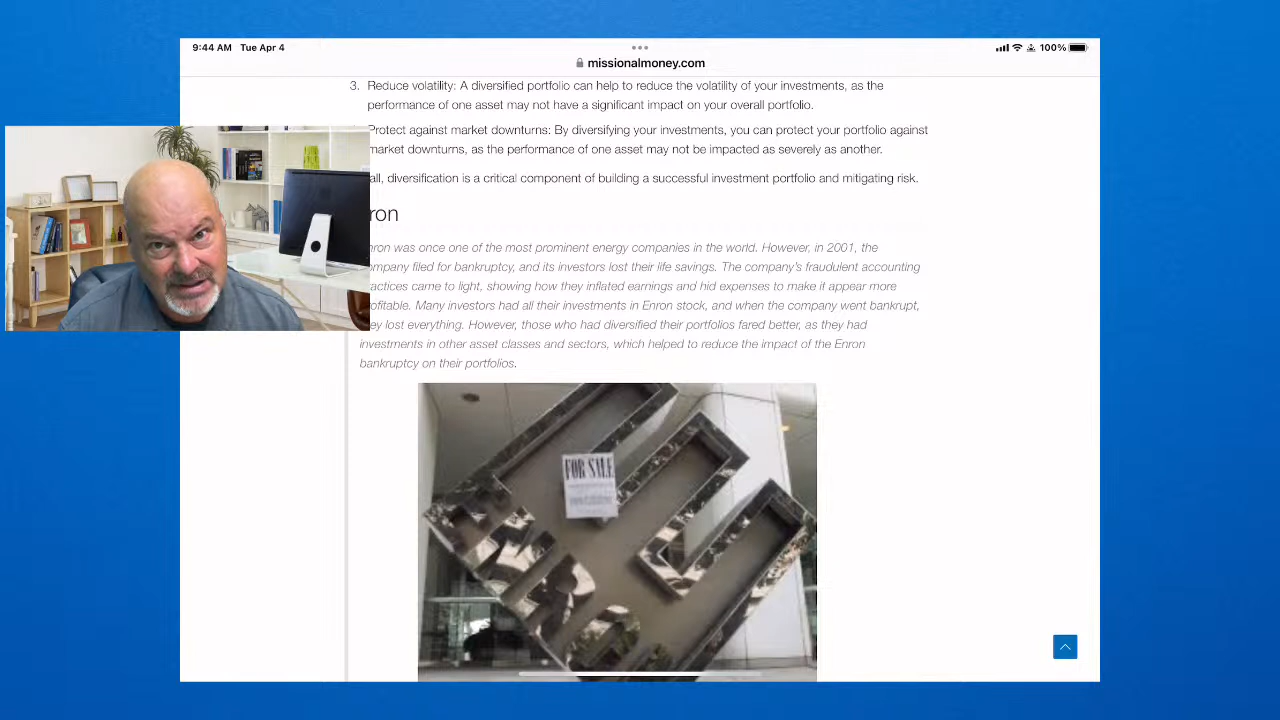 9:44 AM Tue Apr 4
100%
missionalmoney.com
3. Reduce volatility: A diversified portfolio can help to reduce the volatility of your investments, as the
performance of one asset may not have a significant impact on your overall portfolio.
Protect against market downturns: By diversifying your investments, you can protect your portfolio against
market downturns, as the performance of one asset may not be impacted as severely as another.
all, diversification is a critical component of building a successful investment portfolio and mitigating risk.
ron
nron was once one of the most prominent energy companies in the world. However, in 2001, the
ompany filed for bankruptcy, and its investors lost their life savings. The company's fraudulent accounting
actices came to light, showing how they inflated earnings and hid expenses to make it appear more
ofitable. Many investors had all their investments in Enron stock, and when the company went bankrupt,
ey lost everything. However, those who had diversified their portfolios fared better, as they had
investments in other asset classes and sectors, which helped to reduce the impact of the Enron
bankruptcy on their portfolios.
FOR SALE
ENRO